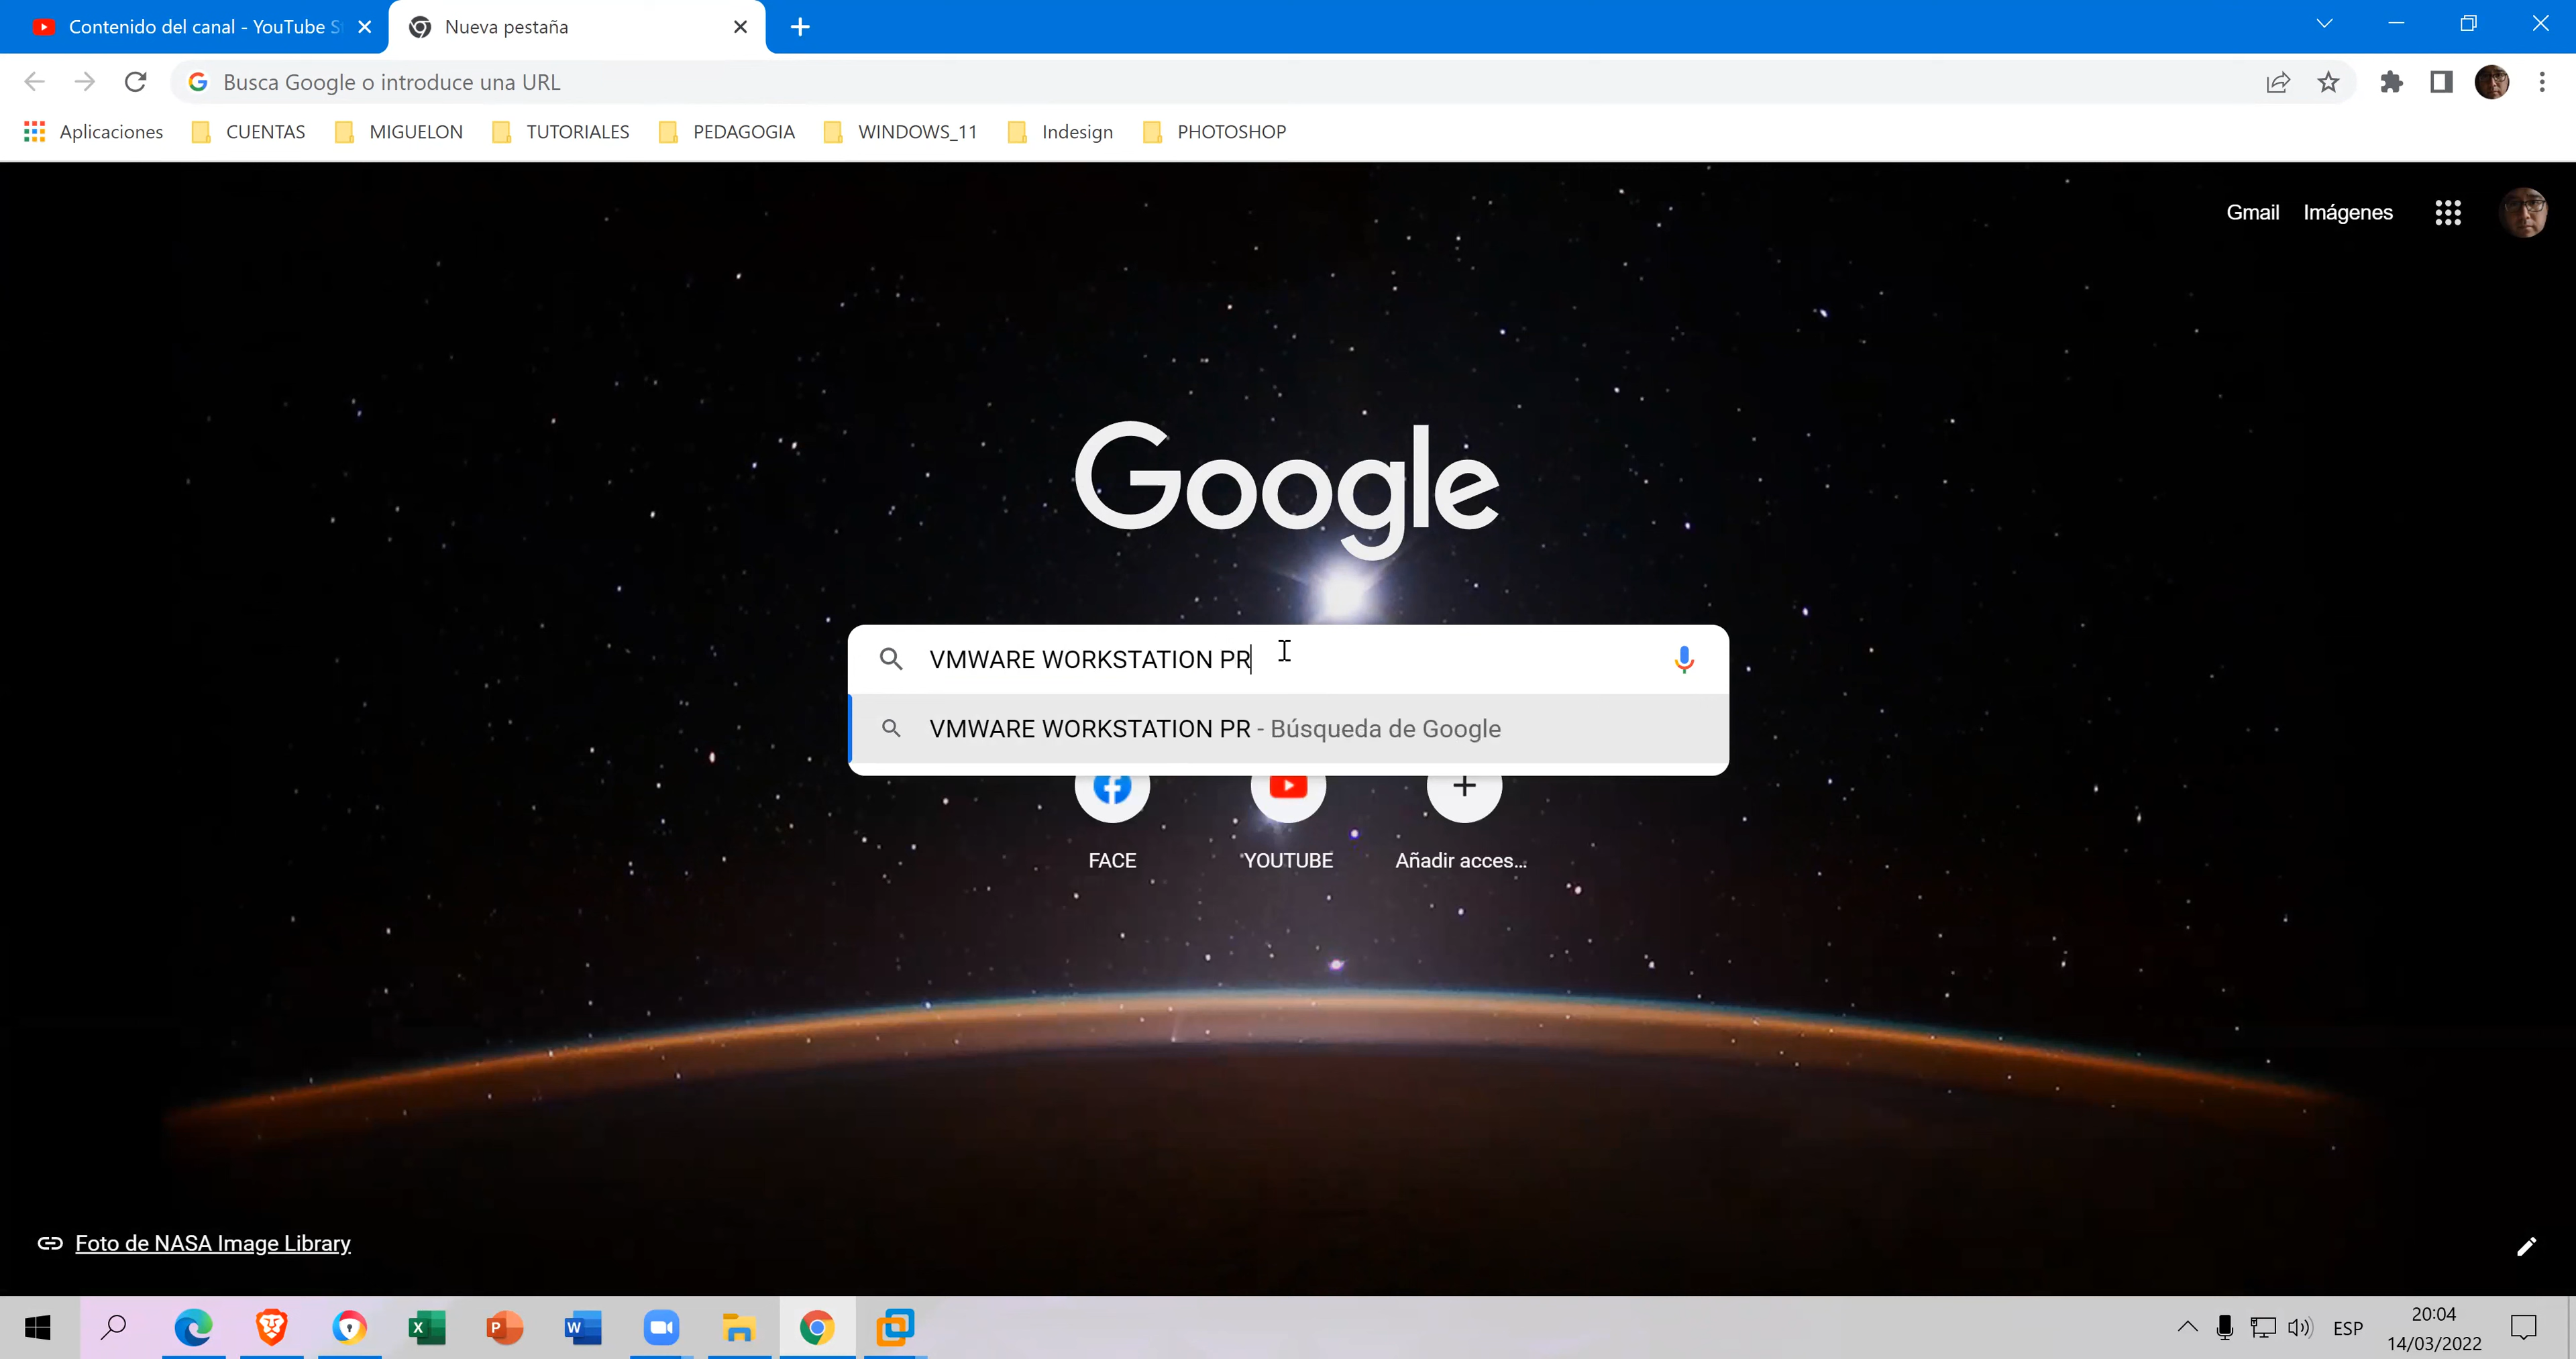 Contenido del canal - YouTube S
Nueva pestaña
Busca Google o introduce una URL
Aplicaciones CUENTAS MIGUELON TUTORIALES PEDAGOGIA WINDOWS_11 Indesign PHOTOSHOP
Gmail Imágenes
Google
VMWARE WORKSTATION PR
VMWARE WORKSTATION PR - Búsqueda de Google
FACE YOUTUBE Añadir acces...
Foto de NASA Image Library
ESP
20:04
14/03/2022